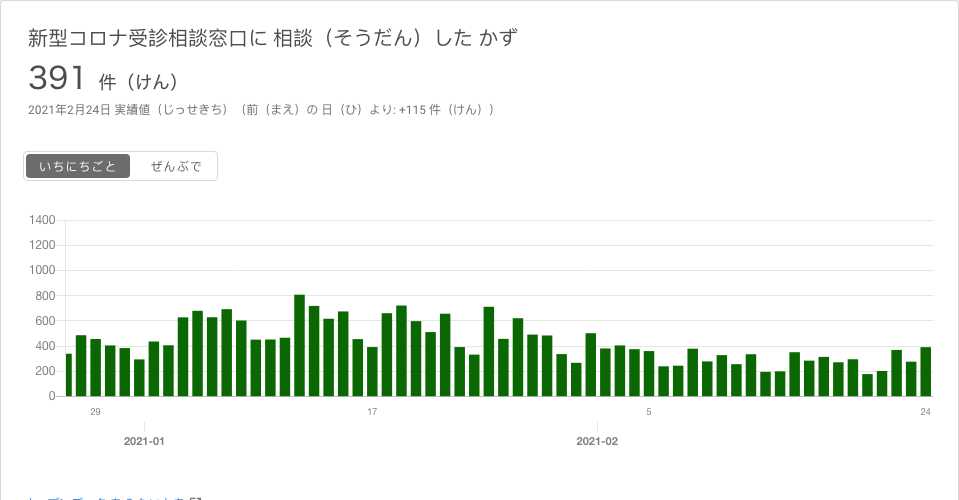 新型コロナ受診相談窓口に 相談（そうだん）した かず
391 件（けん）
2021年2月24日 実績値（じっせきち）（前（まえ）の 日（ひ）より: +115 件（けん））
いちにちごと ぜんぶで
1400
1200
1000
800
600
400
200
0
29 17 5 24
2021-01 2021-02